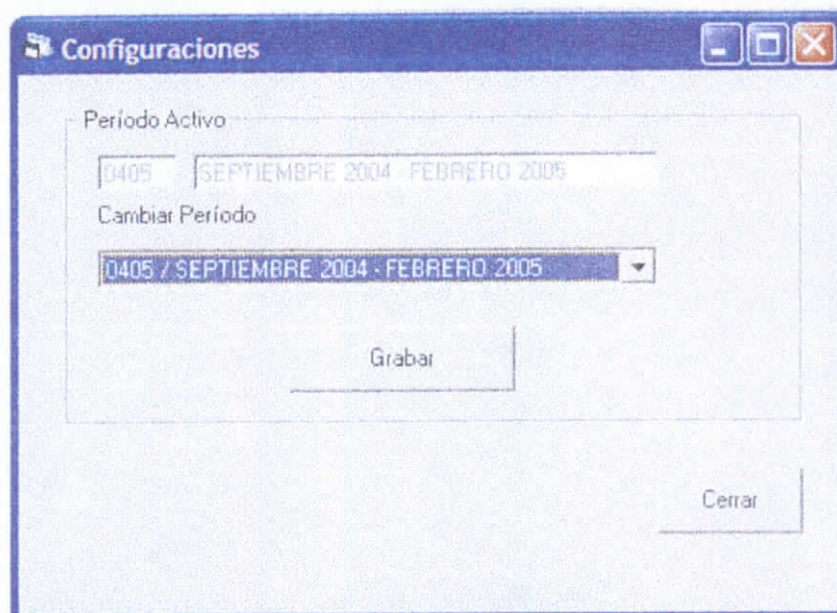 Configuraciones
Período Activo
0405 SEPTIEMBRE 2004 - FEBRERO 2005
Cambiar Período
0405 / SEPTIEMBRE 2004 - FEBRERO 2005
Grabar
Cerrar